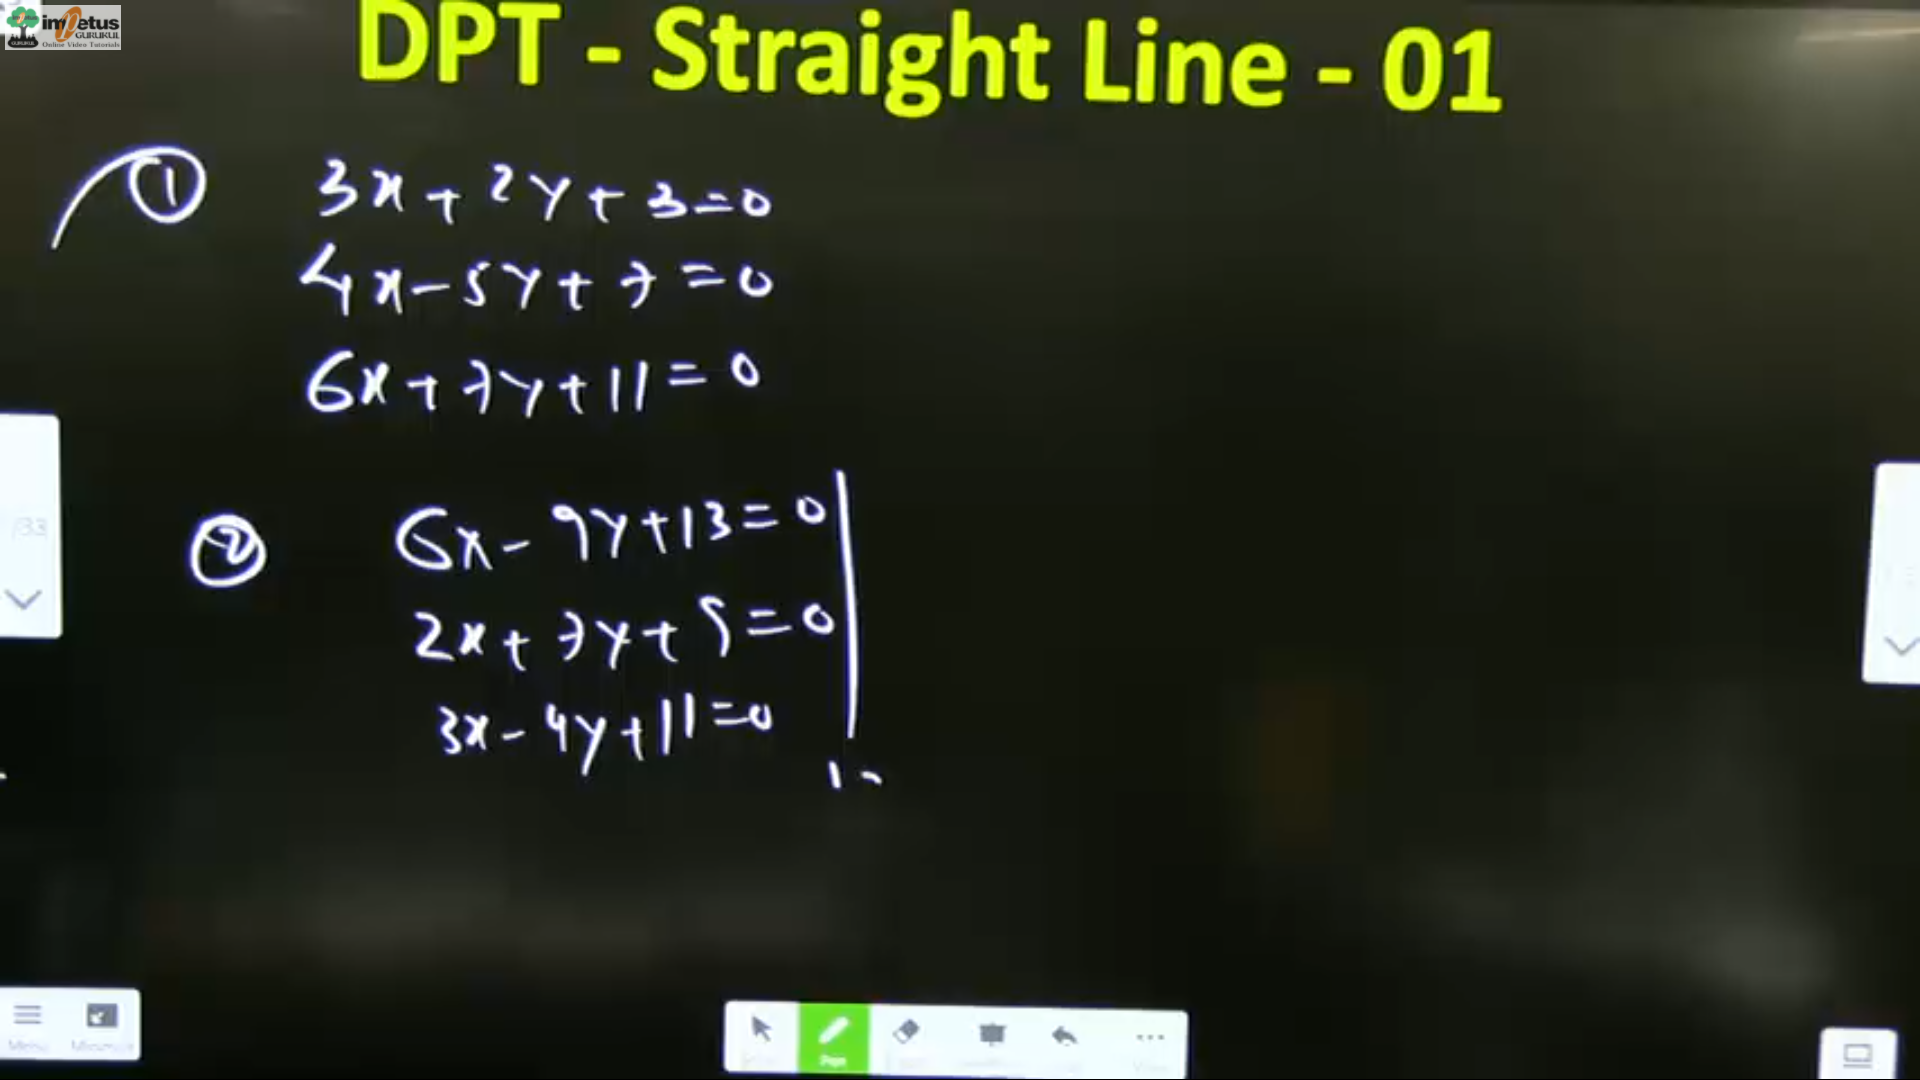 impetus
GURUKUL
Online Video Tutorials
DPT - Straight Line - 01
① 3x + 2y + 3 = 0
4x - 5y + 7 = 0
6x + 7y + 11 = 0
② 6x - 9y + 13 = 0
2x + 7y + 5 = 0
3x - 4y + 11 = 0
/33
Menu
Pen